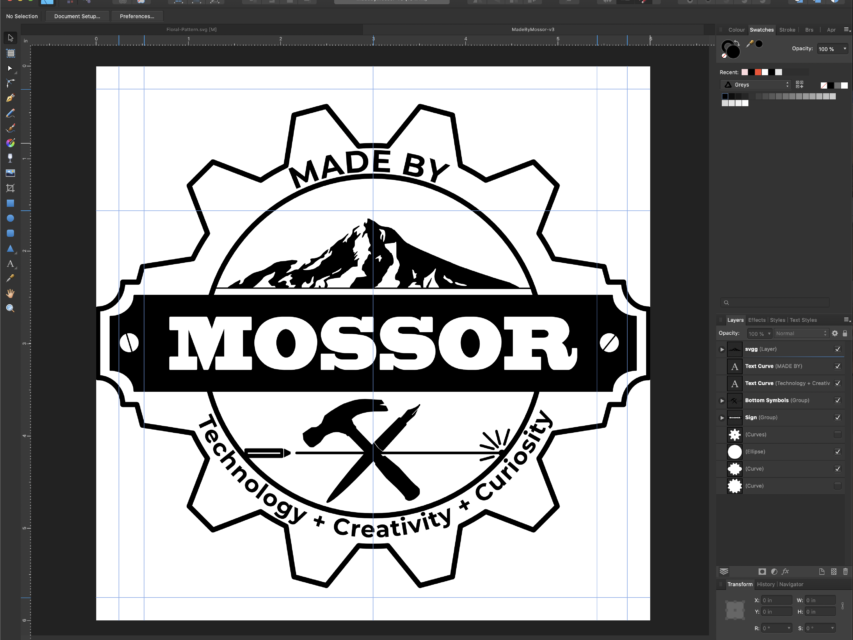 No Selection
Document Setup...
Preferences...
Floral-Pattern.svg [M]
MadeByMossor-v3
Colour Swatches Stroke Brs Apr
Opacity: 100 %
Recent:
Greys
MADE BY
MOSSOR
Technology + Creativity + Curiosity
Layers Effects Styles Text Styles
Opacity: 100 % Normal
svgg (Layer)
Text Curve (MADE BY)
Text Curve (Technology + Creativ
Bottom Symbols (Group)
Sign (Group)
(Curves)
(Ellipse)
(Curve)
(Curve)
Transform History Navigator
X: 0 in W: 0 in
Y: 0 in H: 0 in
R: 0 ° S: 0 °